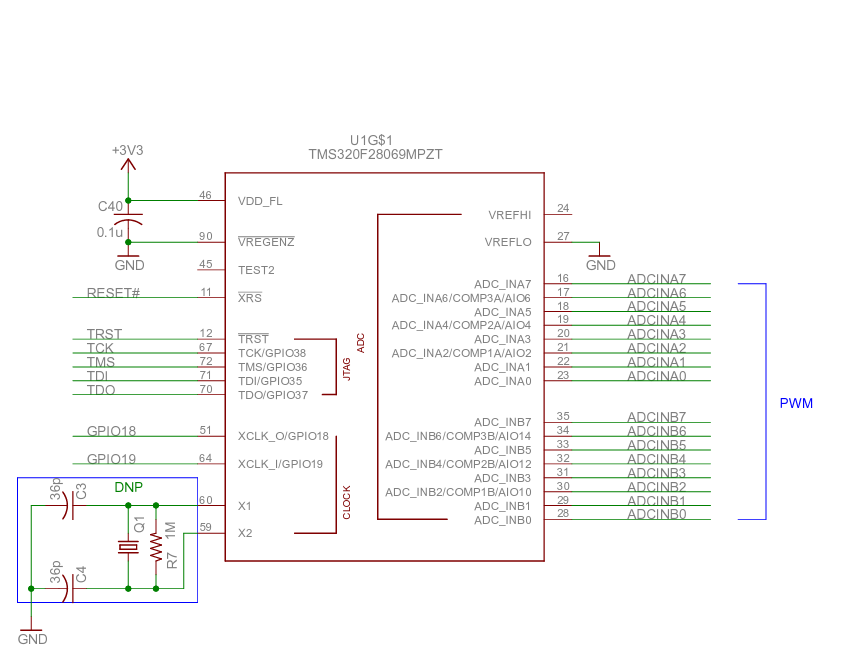 U1G$1
TMS320F28069MPZT
+3V3
C40
0.1u
GND
46 VDD_FL
90 VREGENZ
45 TEST2
RESET# 11 XRS
TRST 12 TRST
TCK 67 TCK/GPIO38
TMS 72 TMS/GPIO36
TDI 71 TDI/GPIO35
TDO 70 TDO/GPIO37
JTAG
ADC
GPIO18 51 XCLK_O/GPIO18
GPIO19 64 XCLK_I/GPIO19
CLOCK
DNP
36p
C3
60 X1
59 X2
Q1
1M
R7
36p
C4
GND
VREFHI 24
VREFLO 27
GND
ADC_INA7 16 ADCINA7
ADC_INA6/COMP3A/AIO6 17 ADCINA6
ADC_INA5 18 ADCINA5
ADC_INA4/COMP2A/AIO4 19 ADCINA4
ADC_INA3 20 ADCINA3
ADC_INA2/COMP1A/AIO2 21 ADCINA2
ADC_INA1 22 ADCINA1
ADC_INA0 23 ADCINA0
PWM
ADC_INB7 35 ADCINB7
ADC_INB6/COMP3B/AIO14 34 ADCINB6
ADC_INB5 33 ADCINB5
ADC_INB4/COMP2B/AIO12 32 ADCINB4
ADC_INB3 31 ADCINB3
ADC_INB2/COMP1B/AIO10 30 ADCINB2
ADC_INB1 29 ADCINB1
ADC_INB0 28 ADCINB0